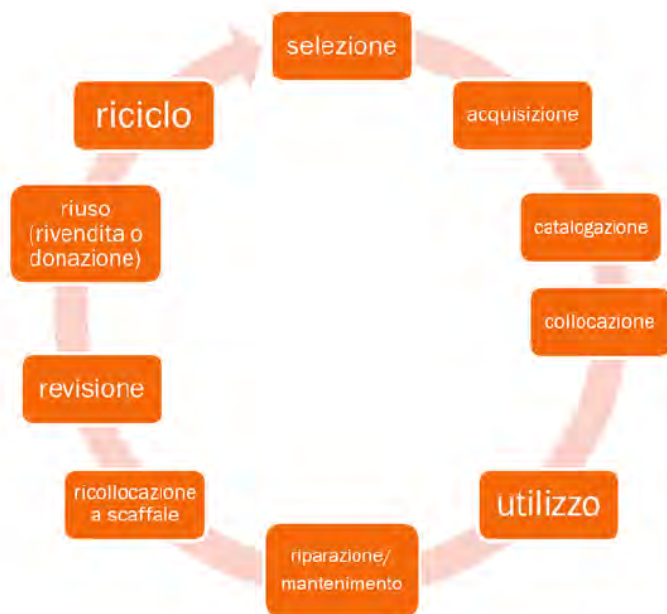 selezione
acquisizione
catalogazione
collocazione
utilizzo
riparazione/
mantenimento
ricollocazione
a scaffale
revisione
riuso
(rivendita o
donazione)
riciclo